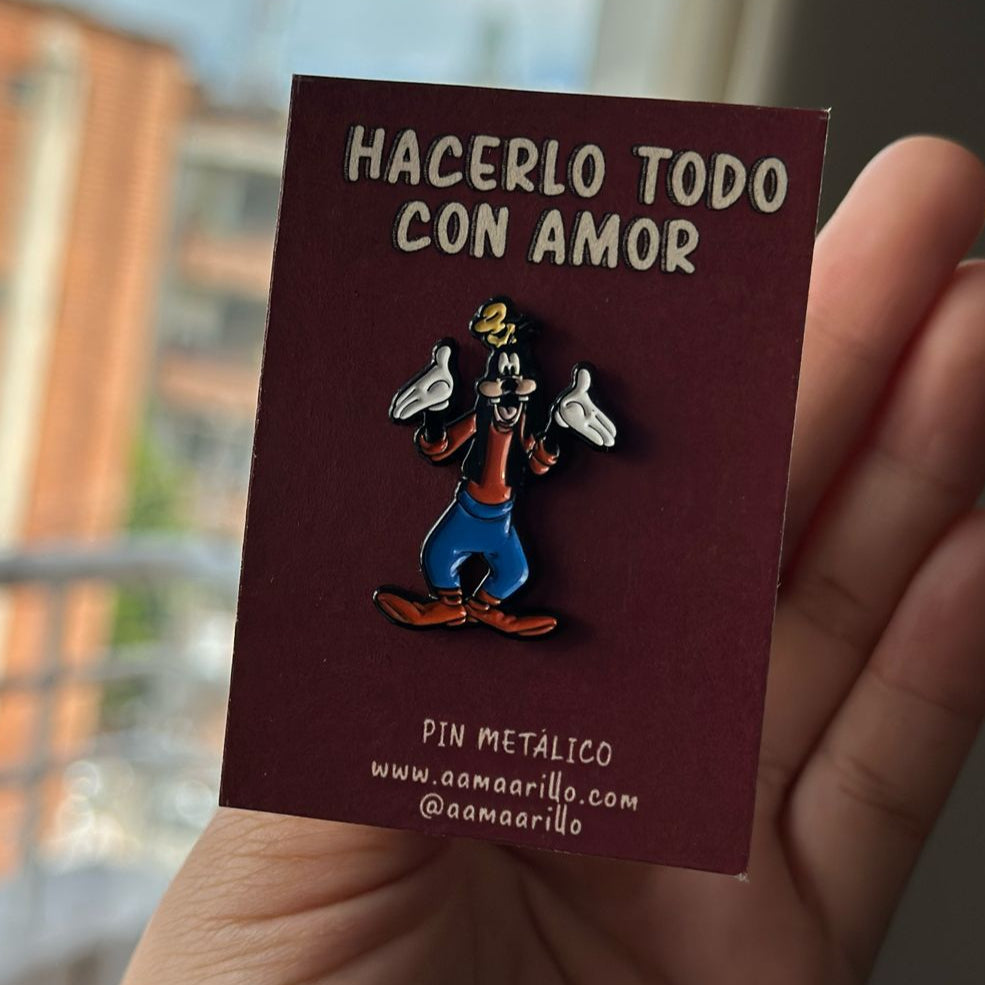 HACERLO TODO
CON AMOR
PIN METÁLICO
www.aamaarillo.com
@aamaarillo